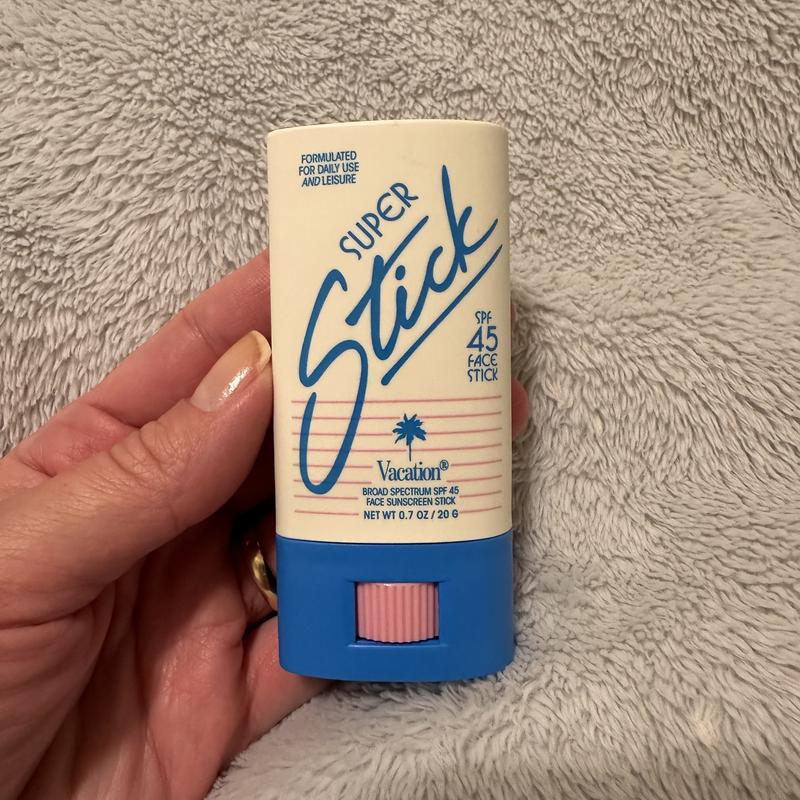 FORMULATED
FOR DAILY USE
AND LEISURE
SUPER
Stick
SPF
45
FACE
STICK
Vacation®
BROAD SPECTRUM SPF 45
FACE SUNSCREEN STICK
NET WT 0.7 OZ / 20 G